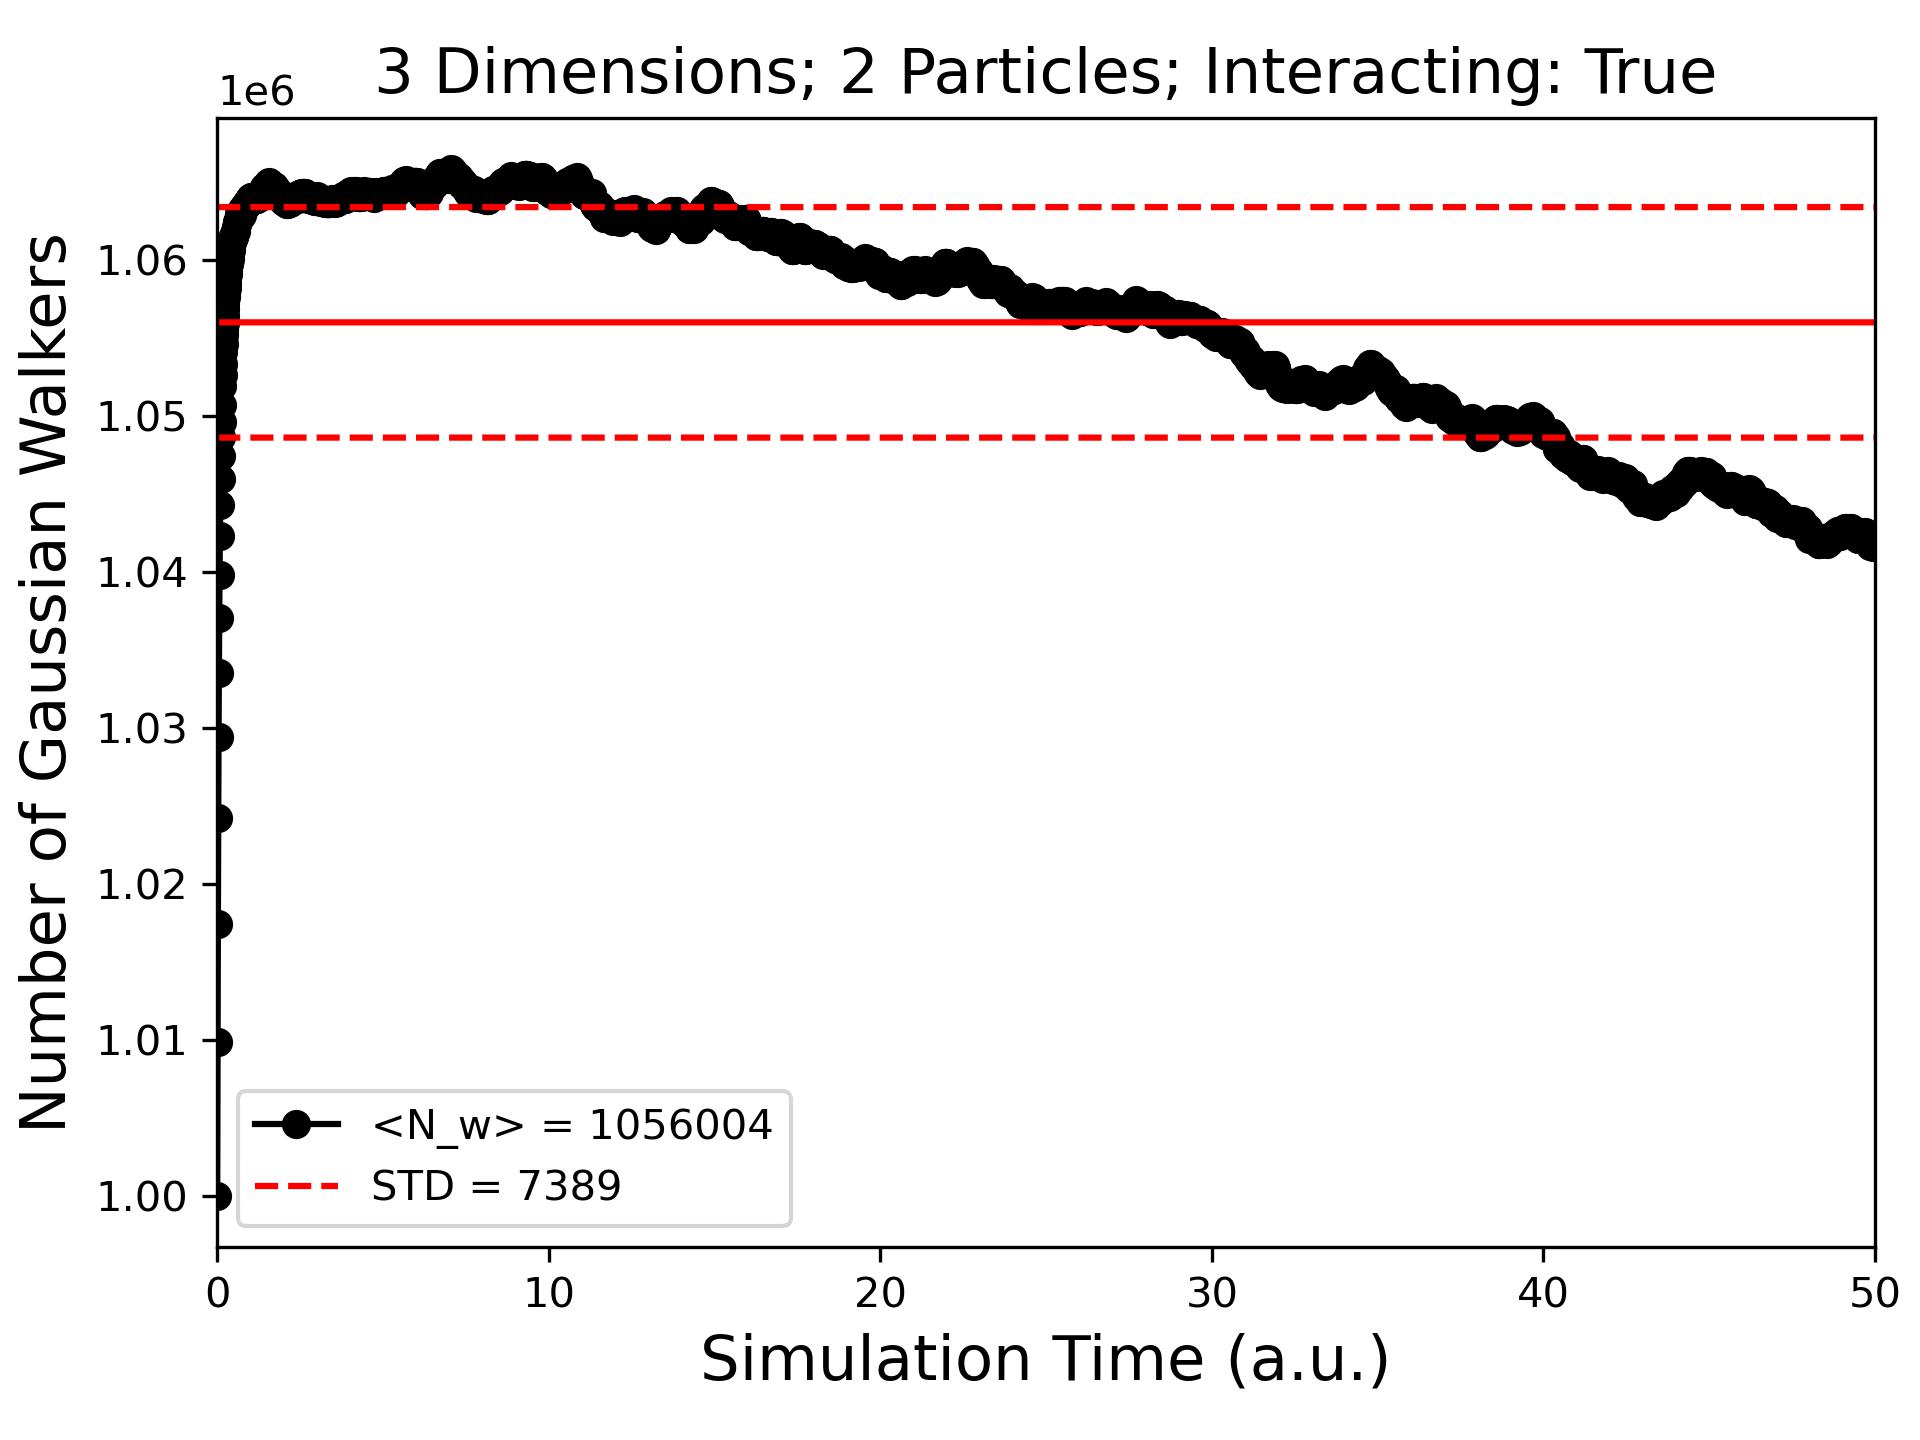 3 Dimensions; 2 Particles; Interacting: True
1e6
Number of Gaussian Walkers
1.06
1.05
1.04
1.03
1.02
1.01
1.00
<N_w> = 1056004
STD = 7389
0 10 20 30 40 50
Simulation Time (a.u.)